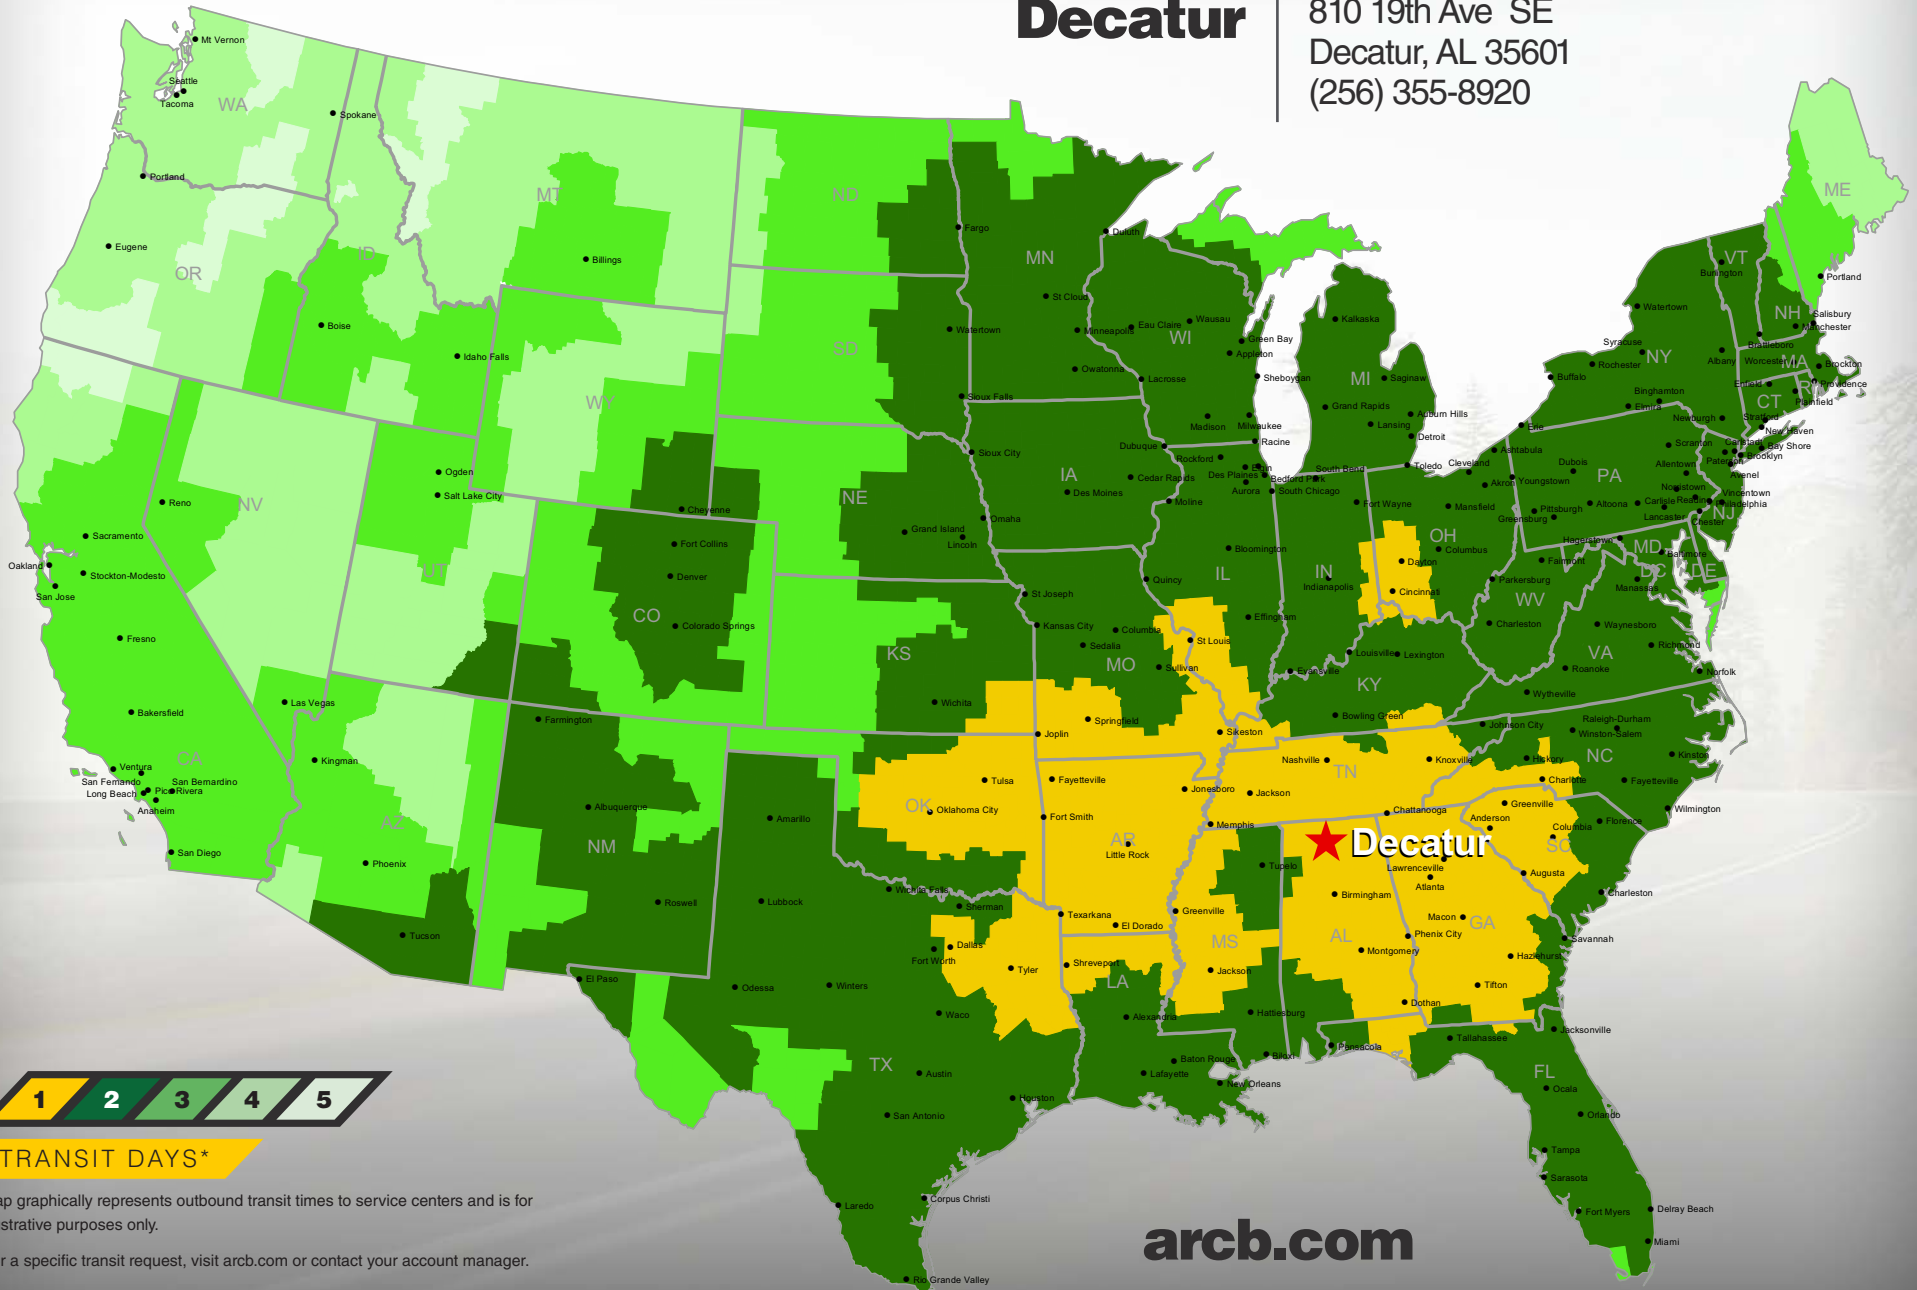 Decatur
810 19th Ave SE
Decatur, AL 35601
(256) 355-8920
Mt Vernon
Seattle
Tacoma
WA
Spokane
Portland
Eugene
OR
ID
Boise
Idaho Falls
MT
Billings
WY
Cheyenne
ND
SD
NE
Grand Island
Lincoln
Omaha
Fargo
Watertown
Sioux Falls
Sioux City
MN
Duluth
St Cloud
Minneapolis
Owatonna
Eau Claire
Wausau
WI
Green Bay
Appleton
Sheboygan
Lacrosse
Madison
Milwaukee
Racine
Kalkaska
MI
Saginaw
Grand Rapids
Lansing
Auburn Hills
Detroit
IA
Dubuque
Cedar Rapids
Des Moines
Moline
Rockford
Elgin
Des Plaines
Bedford Park
Aurora
South Chicago
South Bend
Bloomington
IL
Quincy
Effingham
Fort Wayne
IN
Indianapolis
Evansville
Toledo
Cleveland
Ashtabula
Akron
Youngstown
Mansfield
OH
Columbus
Dayton
Cincinnati
Erie
Dubois
PA
Scranton
Allentown
Pittsburgh
Greensburg
Altoona
Carlisle
Reading
Norristown
Lancaster
Chester
Philadelphia
Vincentown
NJ
Avenel
Paterson
Carlstadt
Brooklyn
Bay Shore
New Haven
Stratford
Newburgh
Buffalo
Rochester
Syracuse
Watertown
NY
Binghamton
Elmira
Albany
VT
Burlington
NH
Manchester
Salisbury
Brattleboro
Worcester
MA
Brockton
Enfield
RI
Providence
CT
Plainfield
ME
Portland
Hagerstown
MD
Baltimore
DC
DE
Manassas
Fairmont
Parkersburg
WV
Charleston
Waynesboro
Richmond
VA
Roanoke
Norfolk
Wytheville
Louisville
Lexington
KY
Bowling Green
Johnson City
Raleigh-Durham
Winston-Salem
NC
Hickory
Kinston
Charlotte
Fayetteville
Wilmington
Nashville
TN
Knoxville
Jackson
Chattanooga
Memphis
Greenville
Anderson
Columbia
SC
Florence
Charleston
Augusta
Decatur
Lawrenceville
Atlanta
Macon
GA
Savannah
Hazlehurst
Tifton
Tupelo
Birmingham
AL
Phenix City
Montgomery
Dothan
Greenville
MS
Jackson
Hattiesburg
Biloxi
Pensacola
Tallahassee
Jacksonville
FL
Ocala
Orlando
Tampa
Sarasota
Fort Myers
Delray Beach
Miami
St Joseph
Kansas City
Columbia
Sedalia
MO
Sullivan
St Louis
Springfield
Joplin
Sikeston
KS
Wichita
Tulsa
OK
Oklahoma City
Fayetteville
Fort Smith
Jonesboro
AR
Little Rock
Texarkana
El Dorado
Shreveport
LA
Alexandria
Baton Rouge
Lafayette
New Orleans
Wichita Falls
Sherman
Dallas
Fort Worth
Tyler
Waco
TX
Austin
Houston
San Antonio
Corpus Christi
Laredo
Rio Grande Valley
Amarillo
Lubbock
Odessa
Winters
El Paso
Farmington
Albuquerque
NM
Roswell
Fort Collins
Denver
CO
Colorado Springs
Ogden
Salt Lake City
UT
NV
Reno
Las Vegas
Kingman
AZ
Phoenix
Tucson
Sacramento
Oakland
Stockton-Modesto
San Jose
Fresno
Bakersfield
CA
Ventura
San Fernando
San Bernardino
Long Beach
Pico Rivera
Anaheim
San Diego
1 2 3 4 5
TRANSIT DAYS*
ap graphically represents outbound transit times to service centers and is for
strative purposes only.
r a specific transit request, visit arcb.com or contact your account manager.
arcb.com